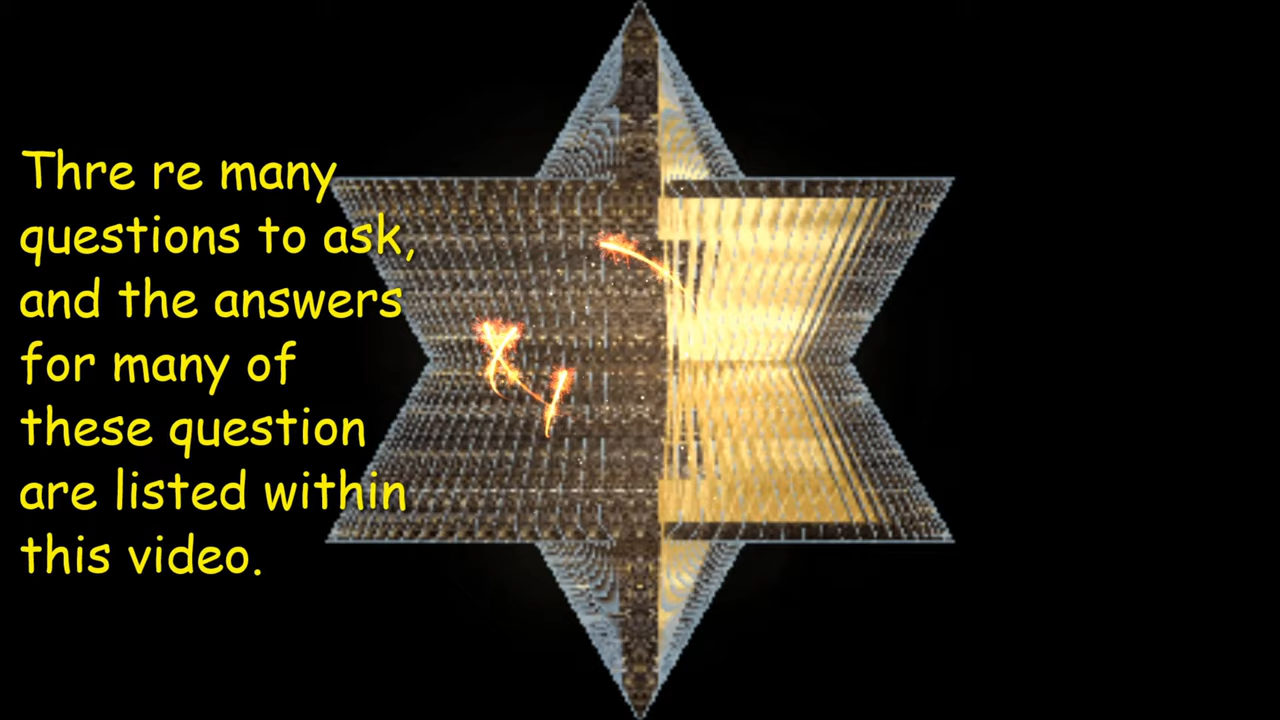 Thre re many
questions to ask,
and the answers
for many of
these question
are listed within
this video.